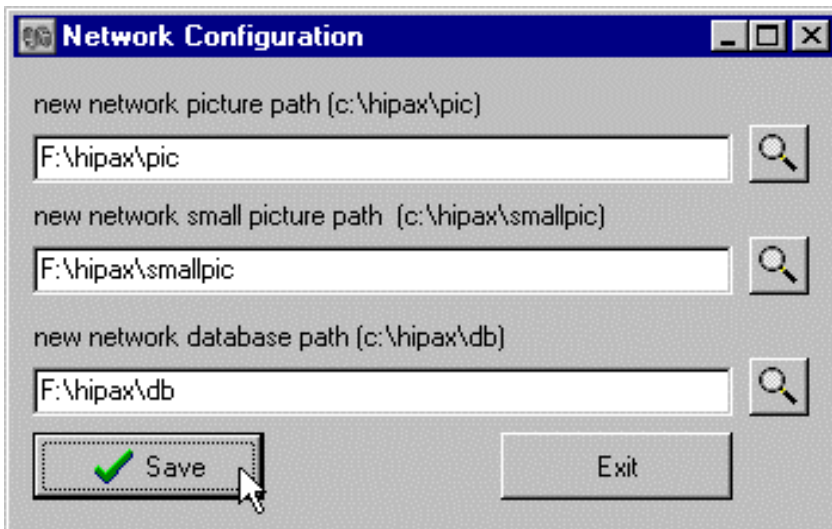 Network Configuration
new network picture path (c:\hipax\pic)
F:\hipax\pic
new network small picture path (c:\hipax\smallpic)
F:\hipax\smallpic
new network database path (c:\hipax\db)
F:\hipax\db
Save
Exit